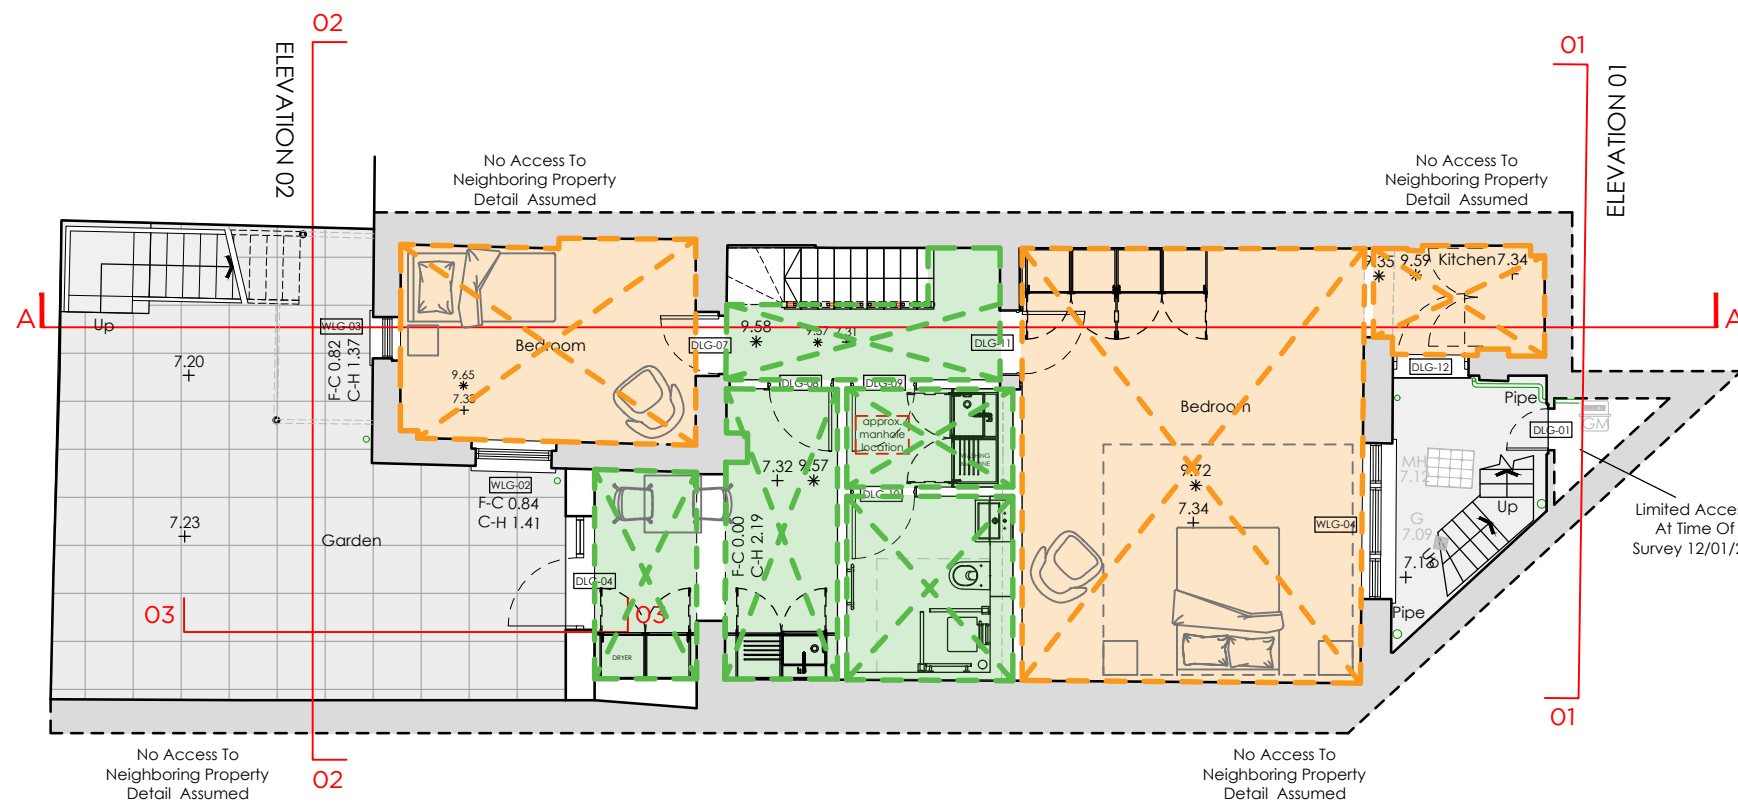 02
01
ELEVATION 02
ELEVATION 01
No Access To
Neighboring Property
Detail Assumed
No Access To
Neighboring Property
Detail Assumed
A
A
Up
WLG-03
F-C 0.82
C-H 1.37
7.20
Bedroom
9.65
DLG-07
9.58
9.57
7.31
DLG-11
9.59
Kitchen
7.34
DLG-12
DLG-08
DLG-09
approx.
manhole
location
WASHING
MACHINE
Bedroom
Pipe
DLG-01
GM
MH
7.12
WLG-02
F-C 0.84
C-H 1.41
7.32
9.57
F-C 0.00
C-H 2.19
DLG-10
9.72
7.34
WLG-04
G
7.09
Up
Up
Limited Acce
At Time Of
Survey 12/01/2
7.23
Garden
DLG-04
03
03
DRYER
Pipe
02
01
No Access To
Neighboring Property
Detail Assumed
No Access To
Neighboring Property
Detail Assumed